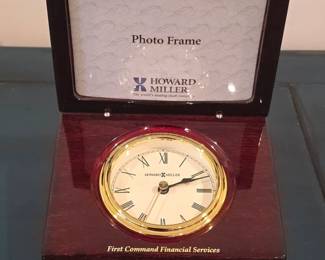 Photo Frame
HOWARD
MILLER
HOWARD MILLER
First Command Financial Services